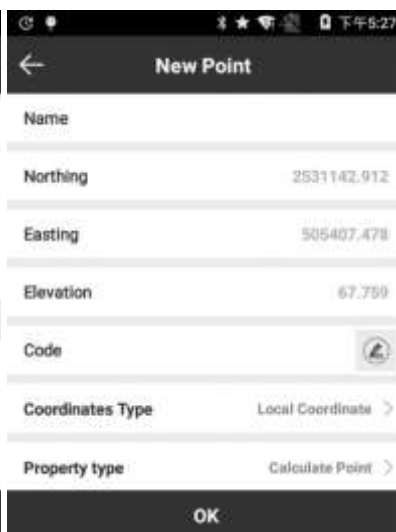 下午5:27
New Point
Name
Northing 2531142.912
Easting 505407.478
Elevation 67.759
Code
Coordinates Type Local Coordinate
Property type Calculate Point
OK